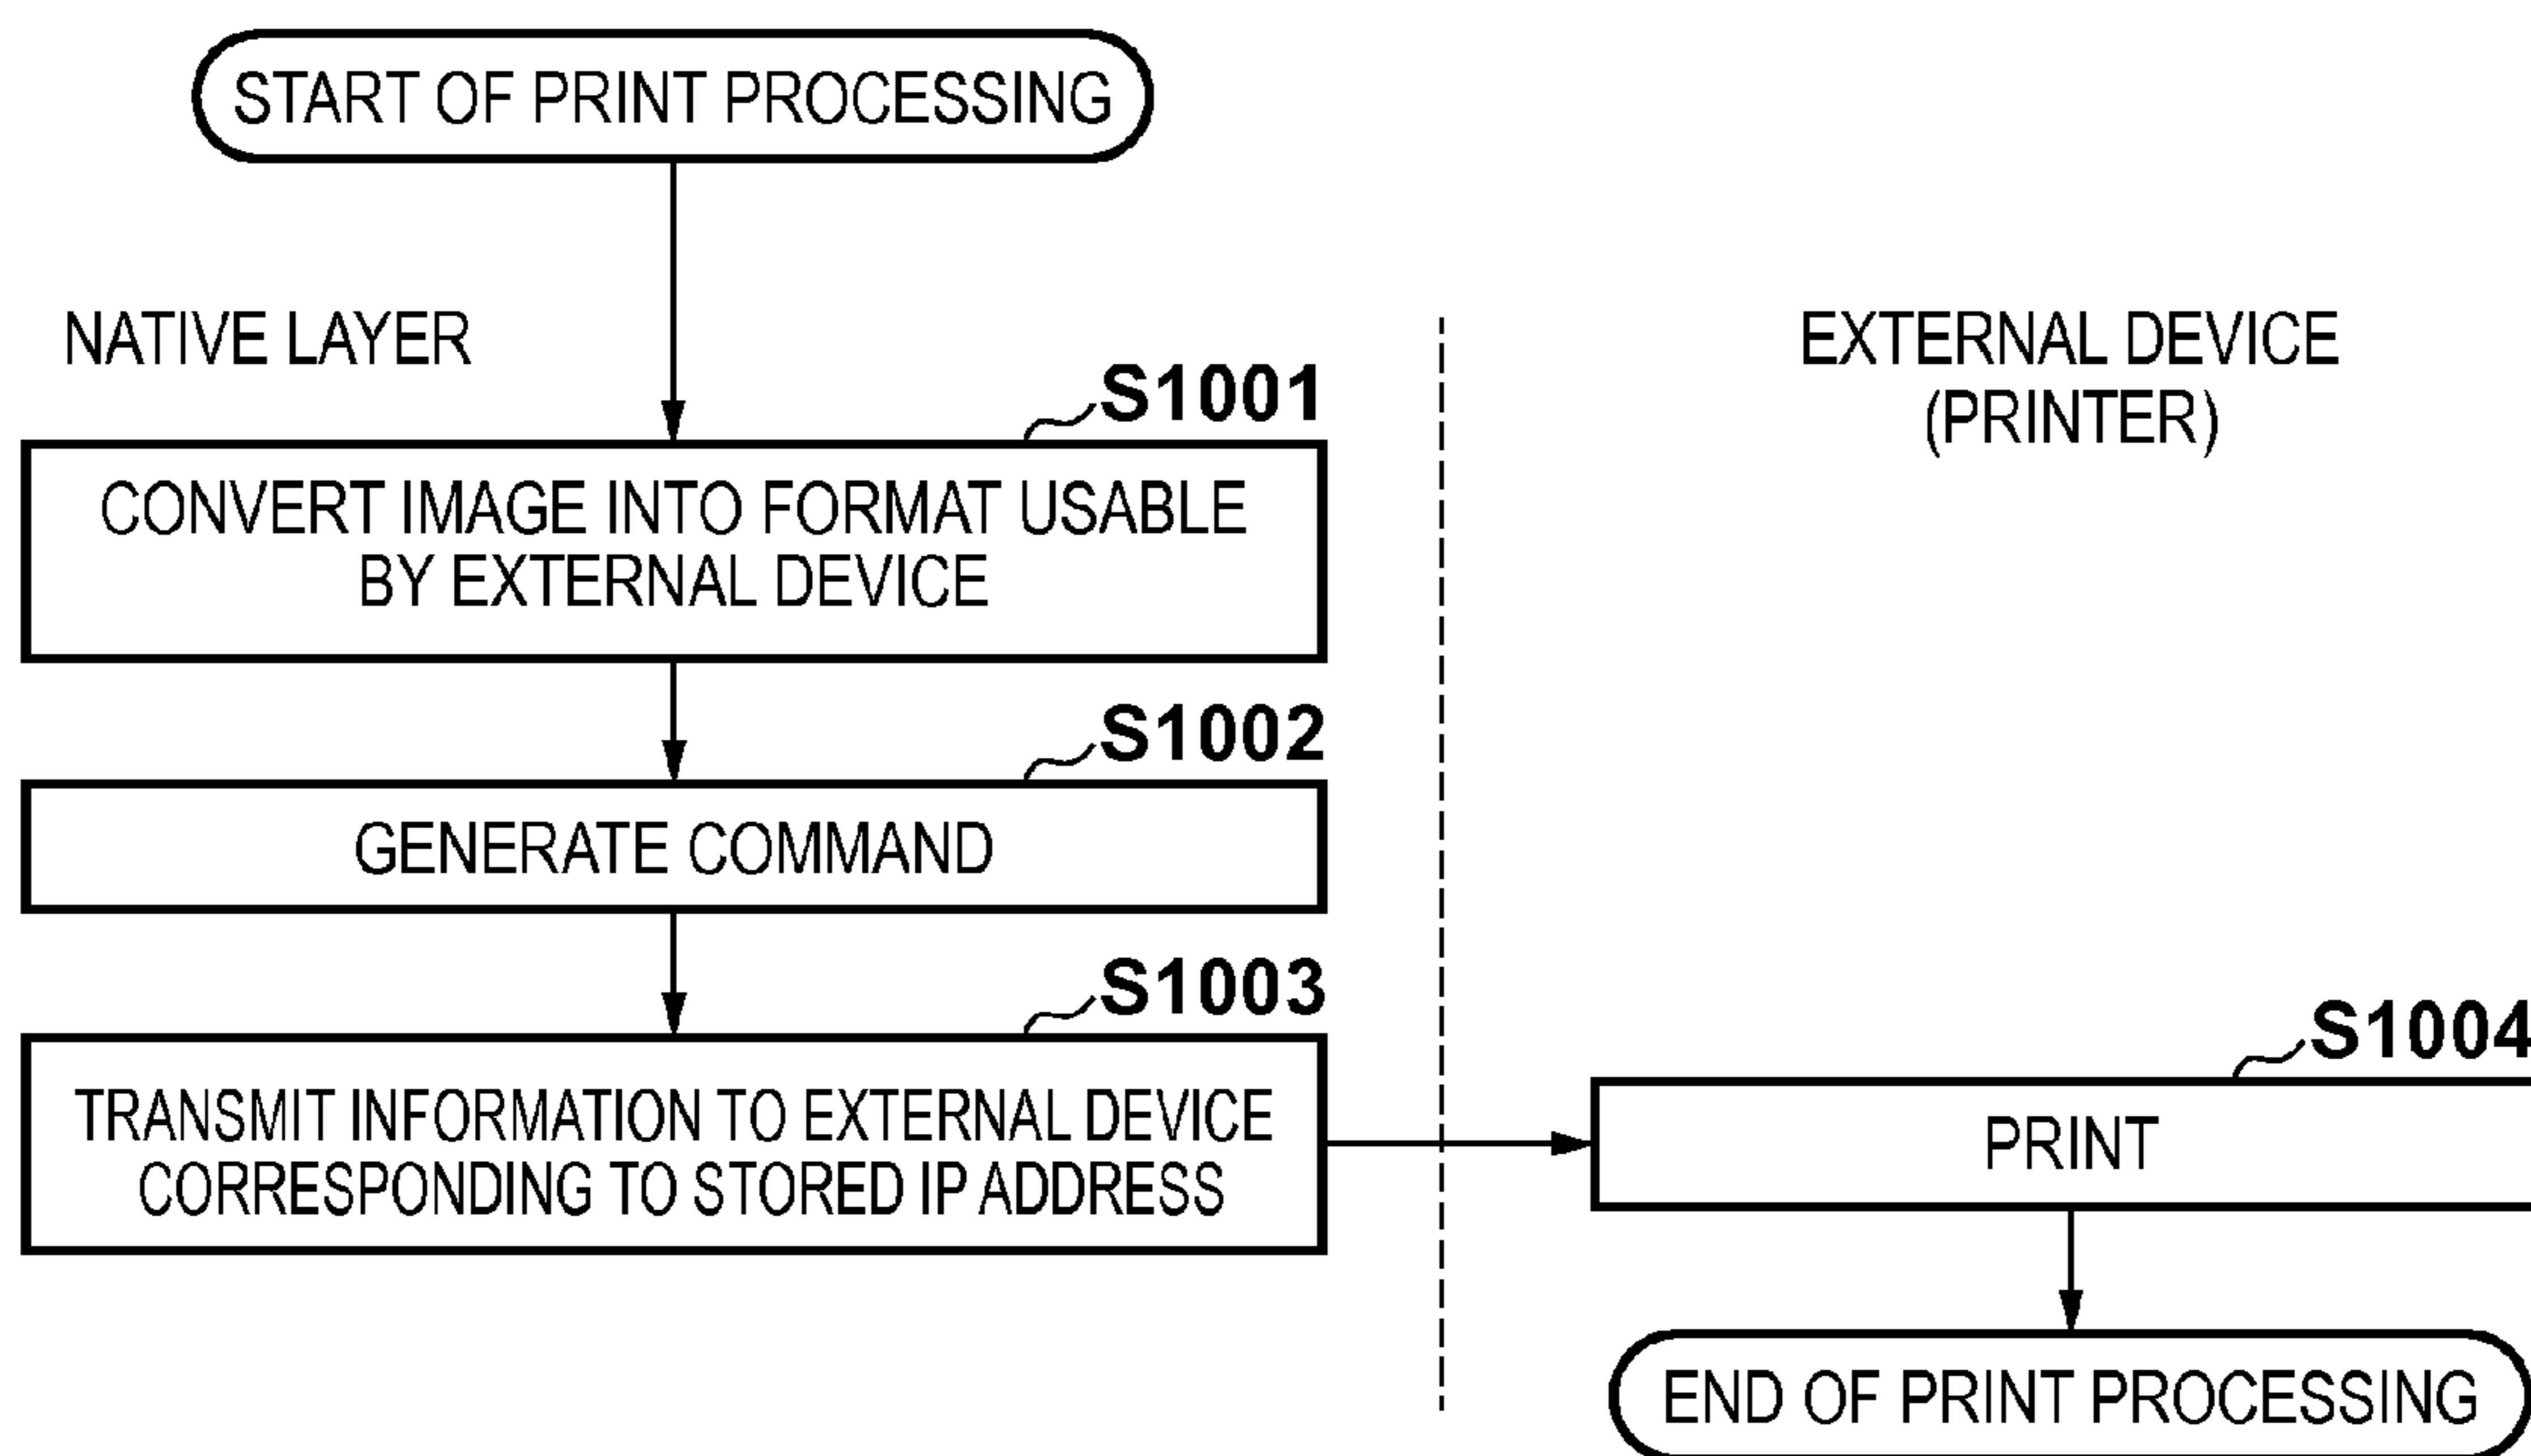 START OF PRINT PROCESSING
NATIVE LAYER
EXTERNAL DEVICE
(PRINTER)
S1001
CONVERT IMAGE INTO FORMAT USABLE
BY EXTERNAL DEVICE
S1002
GENERATE COMMAND
S1003
TRANSMIT INFORMATION TO EXTERNAL DEVICE
CORRESPONDING TO STORED IP ADDRESS
S1004
PRINT
END OF PRINT PROCESSING